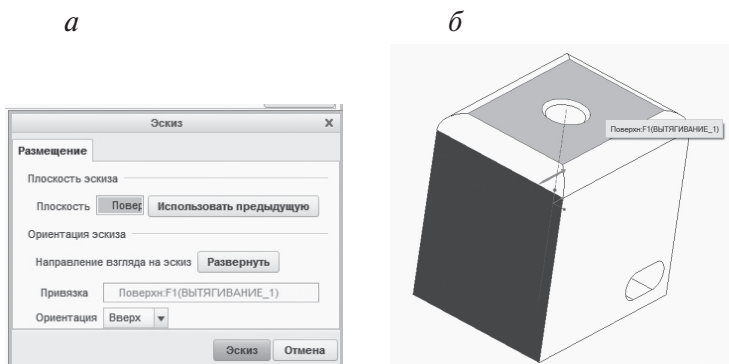 а
б
Эскиз X
Размещение
Плоскость эскиза
Плоскость Повер Использовать предыдущую
Ориентация эскиза
Направление взгляда на эскиз Развернуть
Привязка Поверхн:F1(ВЫТЯГИВАНИЕ_1)
Ориентация Вверх
Эскиз Отмена
Поверхн:F1(ВЫТЯГИВАНИЕ_1)